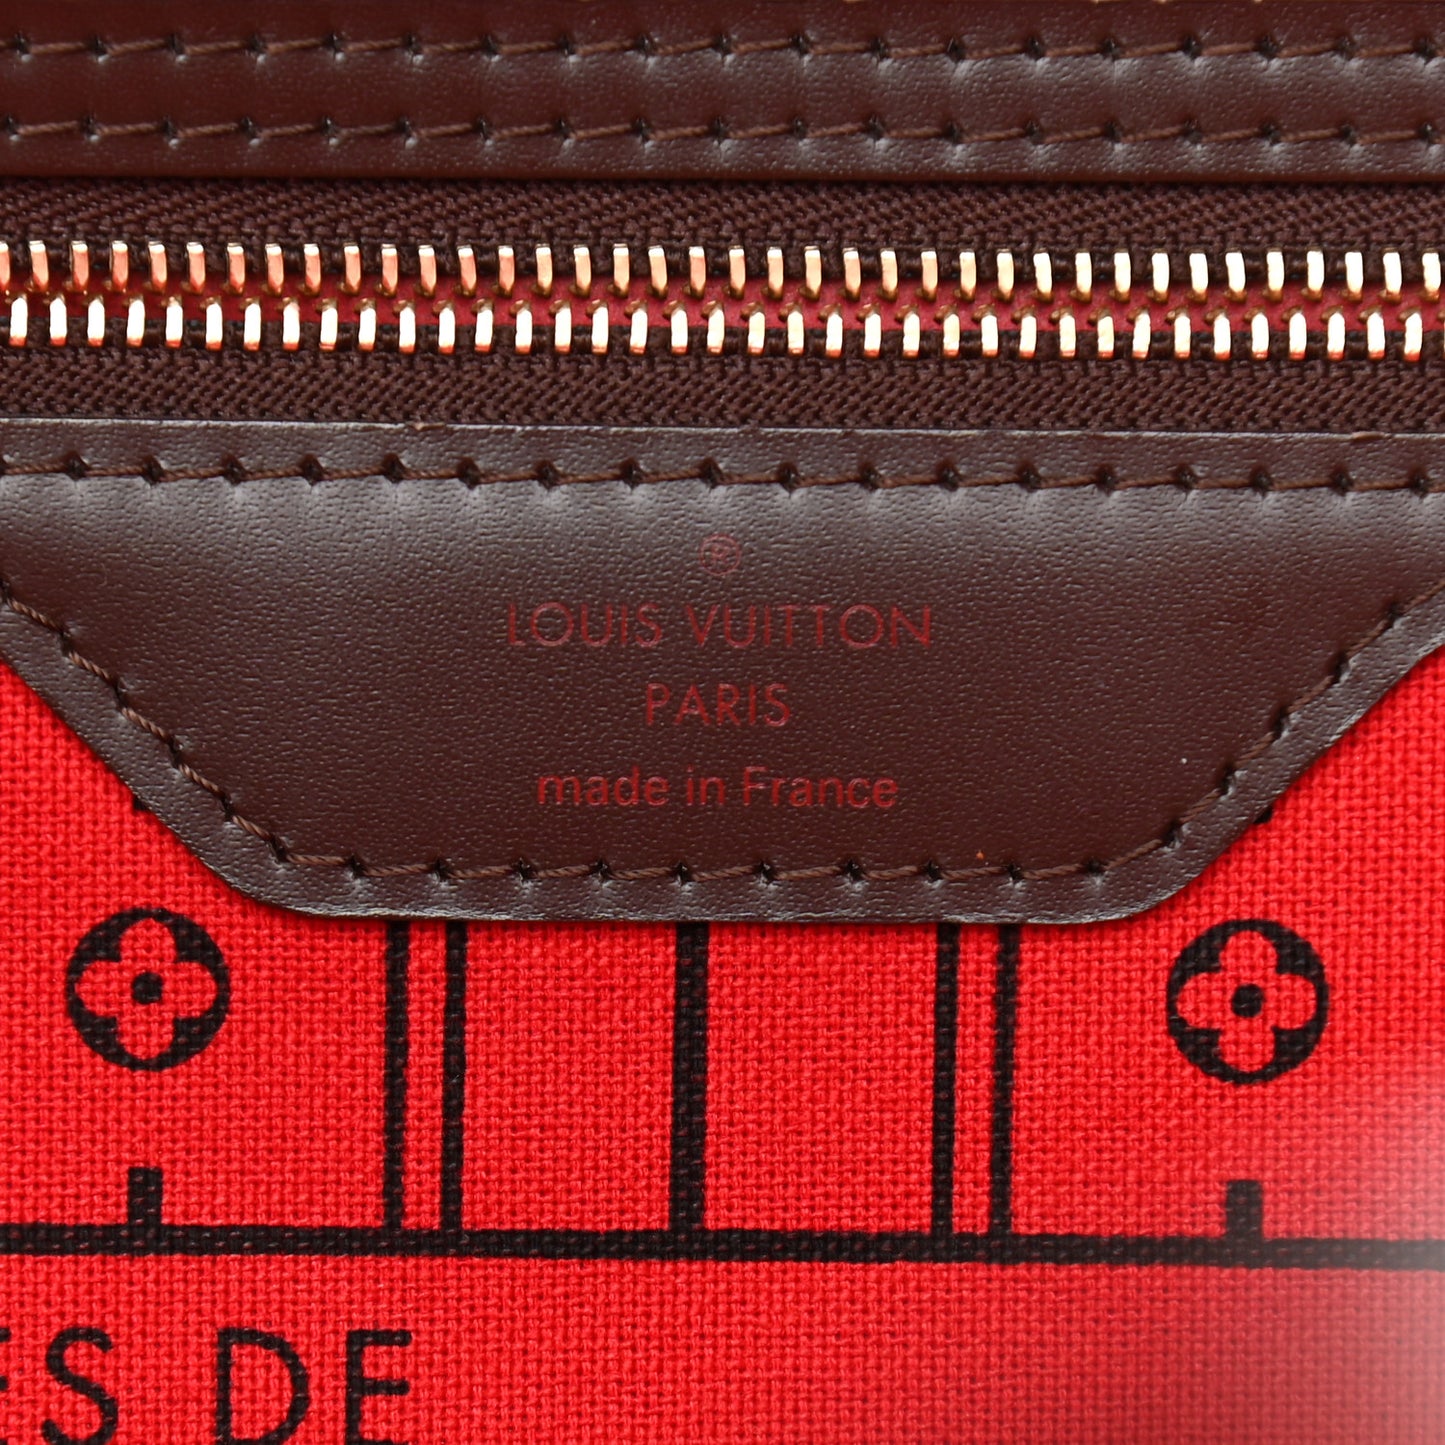 ®
LOUIS VUITTON
PARIS
made in France
ES DE